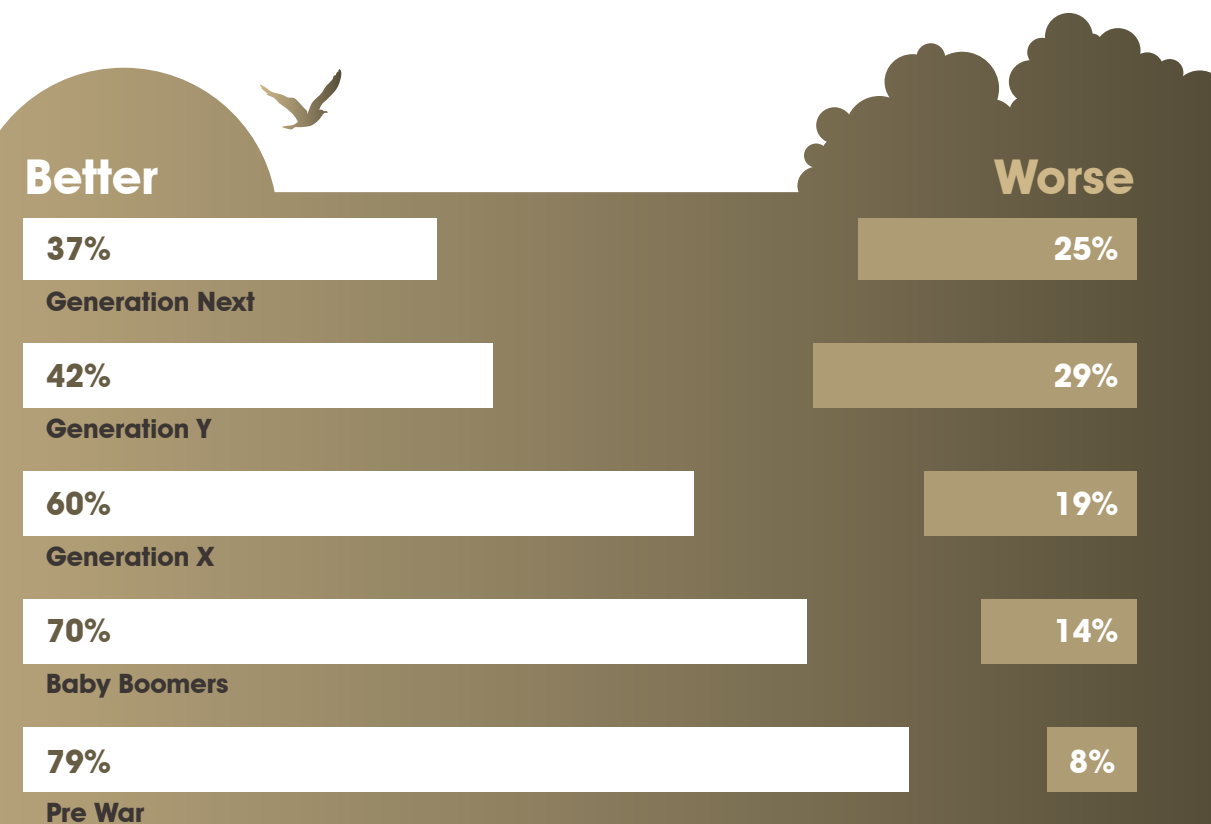 Better Worse
37% 25%
Generation Next
42% 29%
Generation Y
60% 19%
Generation X
70% 14%
Baby Boomers
79% 8%
Pre War